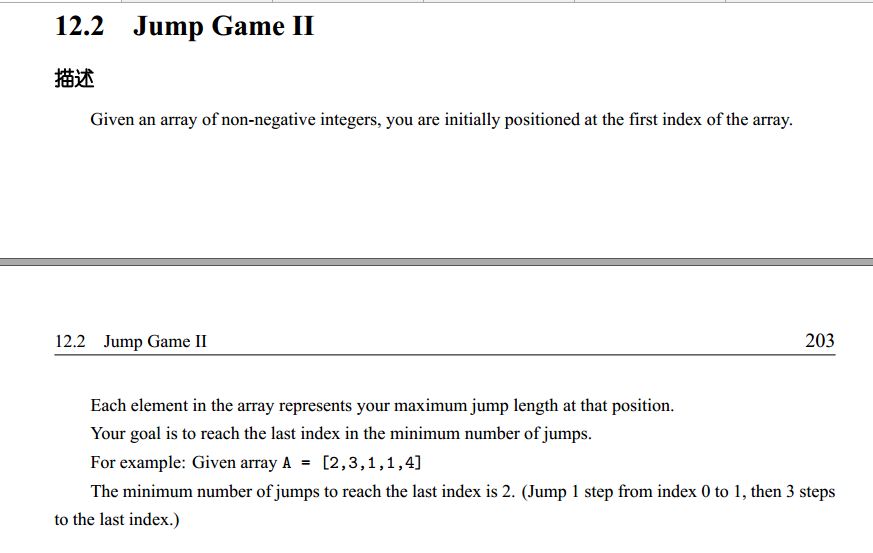 12.2 Jump Game II
描述
Given an array of non-negative integers, you are initially positioned at the first index of the array.
12.2 Jump Game II 203
Each element in the array represents your maximum jump length at that position.
Your goal is to reach the last index in the minimum number of jumps.
For example: Given array A = [2,3,1,1,4]
The minimum number of jumps to reach the last index is 2. (Jump 1 step from index 0 to 1, then 3 steps
to the last index.)